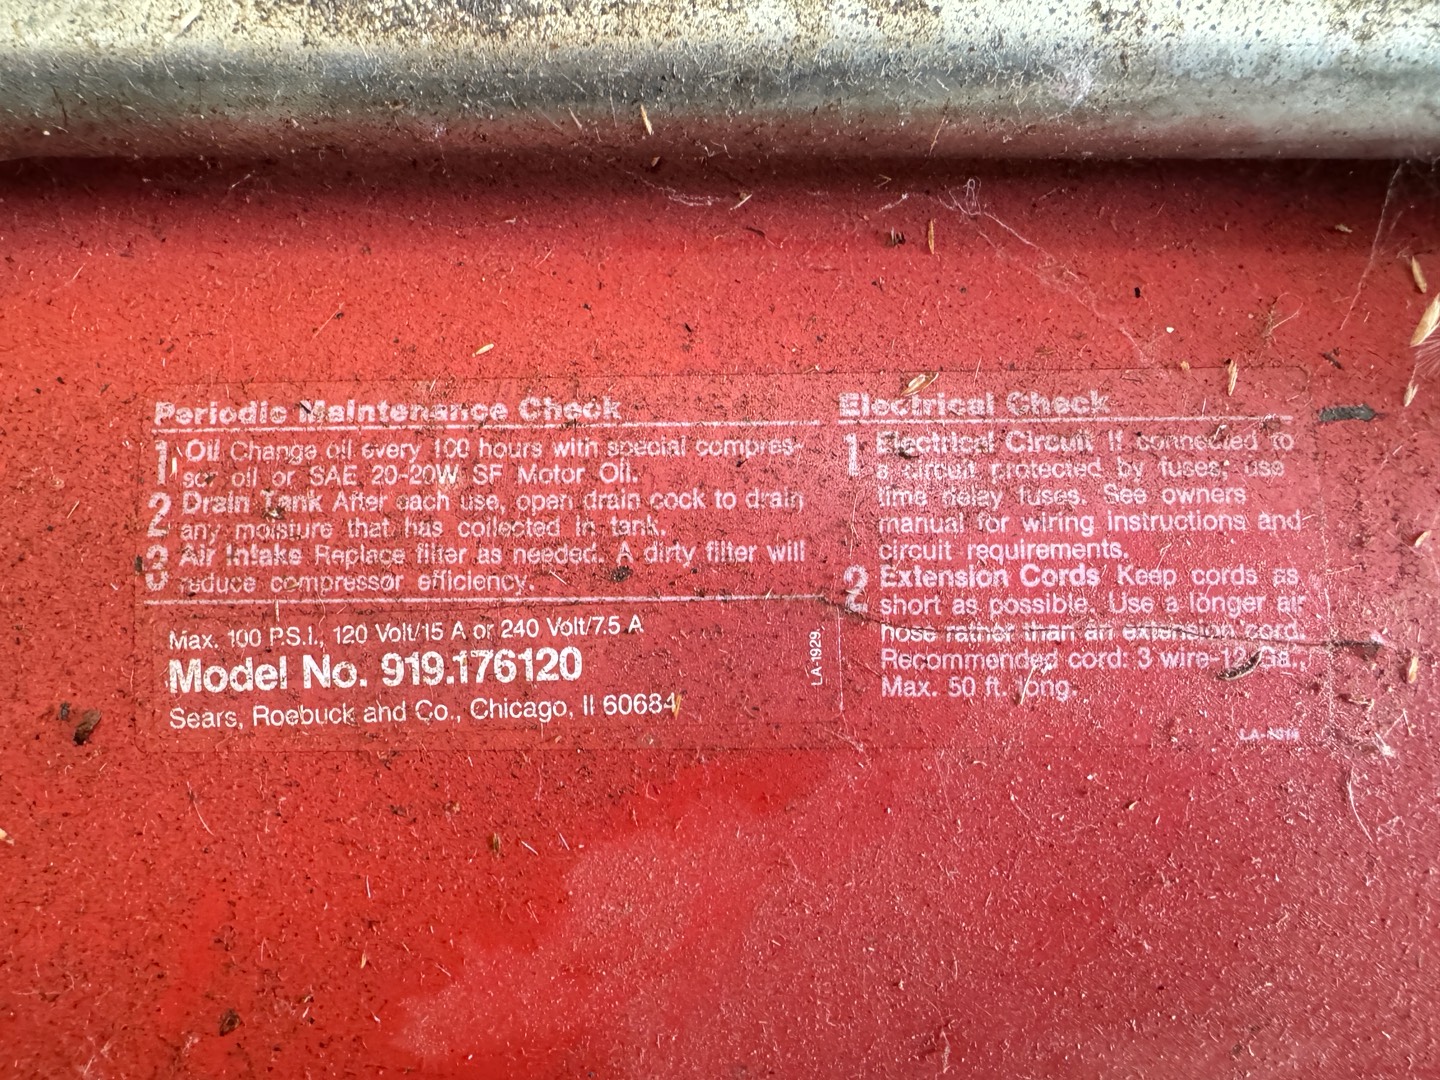 Periodic Maintenance Check
1 Oil Change oil every 100 hours with special compres-
sor oil or SAE 20-20W SF Motor Oil.
2 Drain Tank After each use, open drain cock to drain
any moisture that has collected in tank.
3 Air Intake Replace filter as needed. A dirty filter will
reduce compressor efficiency.
Max. 100 P.S.I., 120 Volt/15 A or 240 Volt/7.5 A
Model No. 919.176120
Sears, Roebuck and Co., Chicago, Il 60684
LA-1929
Electrical Check
1 Electrical Circuit If connected to
a circuit protected by fuses, use
time delay fuses. See owners
manual for wiring instructions and
circuit requirements.
2 Extension Cords Keep cords as
short as possible. Use a longer air
hose rather than an extension cord.
Recommended cord: 3 wire-12 Ga.,
Max. 50 ft. long.